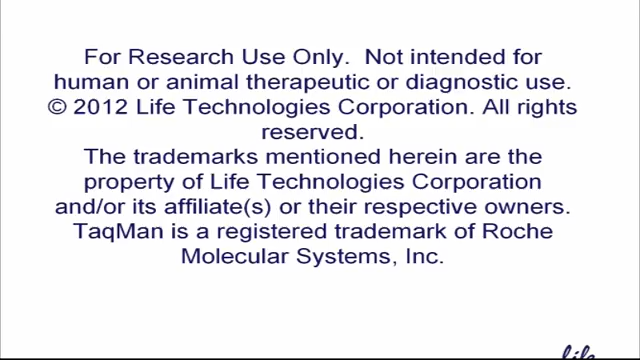 For Research Use Only.  Not intended for
human or animal therapeutic or diagnostic use.
© 2012 Life Technologies Corporation. All rights
reserved.
The trademarks mentioned herein are the
property of Life Technologies Corporation
and/or its affiliate(s) or their respective owners.
TaqMan is a registered trademark of Roche
Molecular Systems, Inc.
life